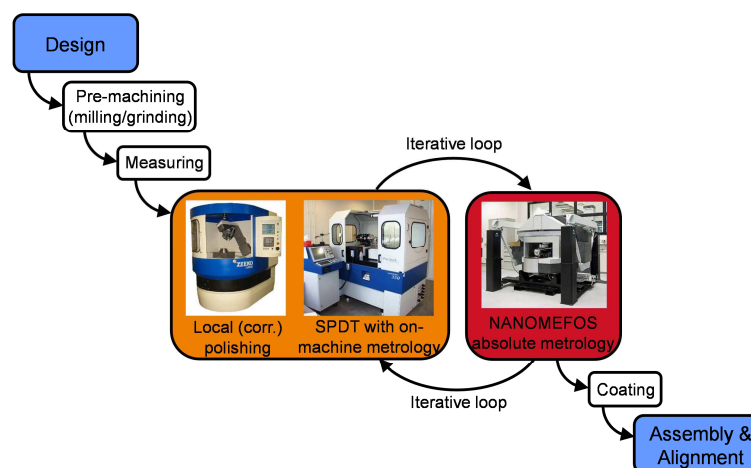 Design
Pre-machining
(milling/grinding)
Measuring
Iterative loop
ZEEKO
Local (corr.)
polishing
SPDT with on-
machine metrology
NANOMEFOS
absolute metrology
Iterative loop
Coating
Assembly &
Alignment